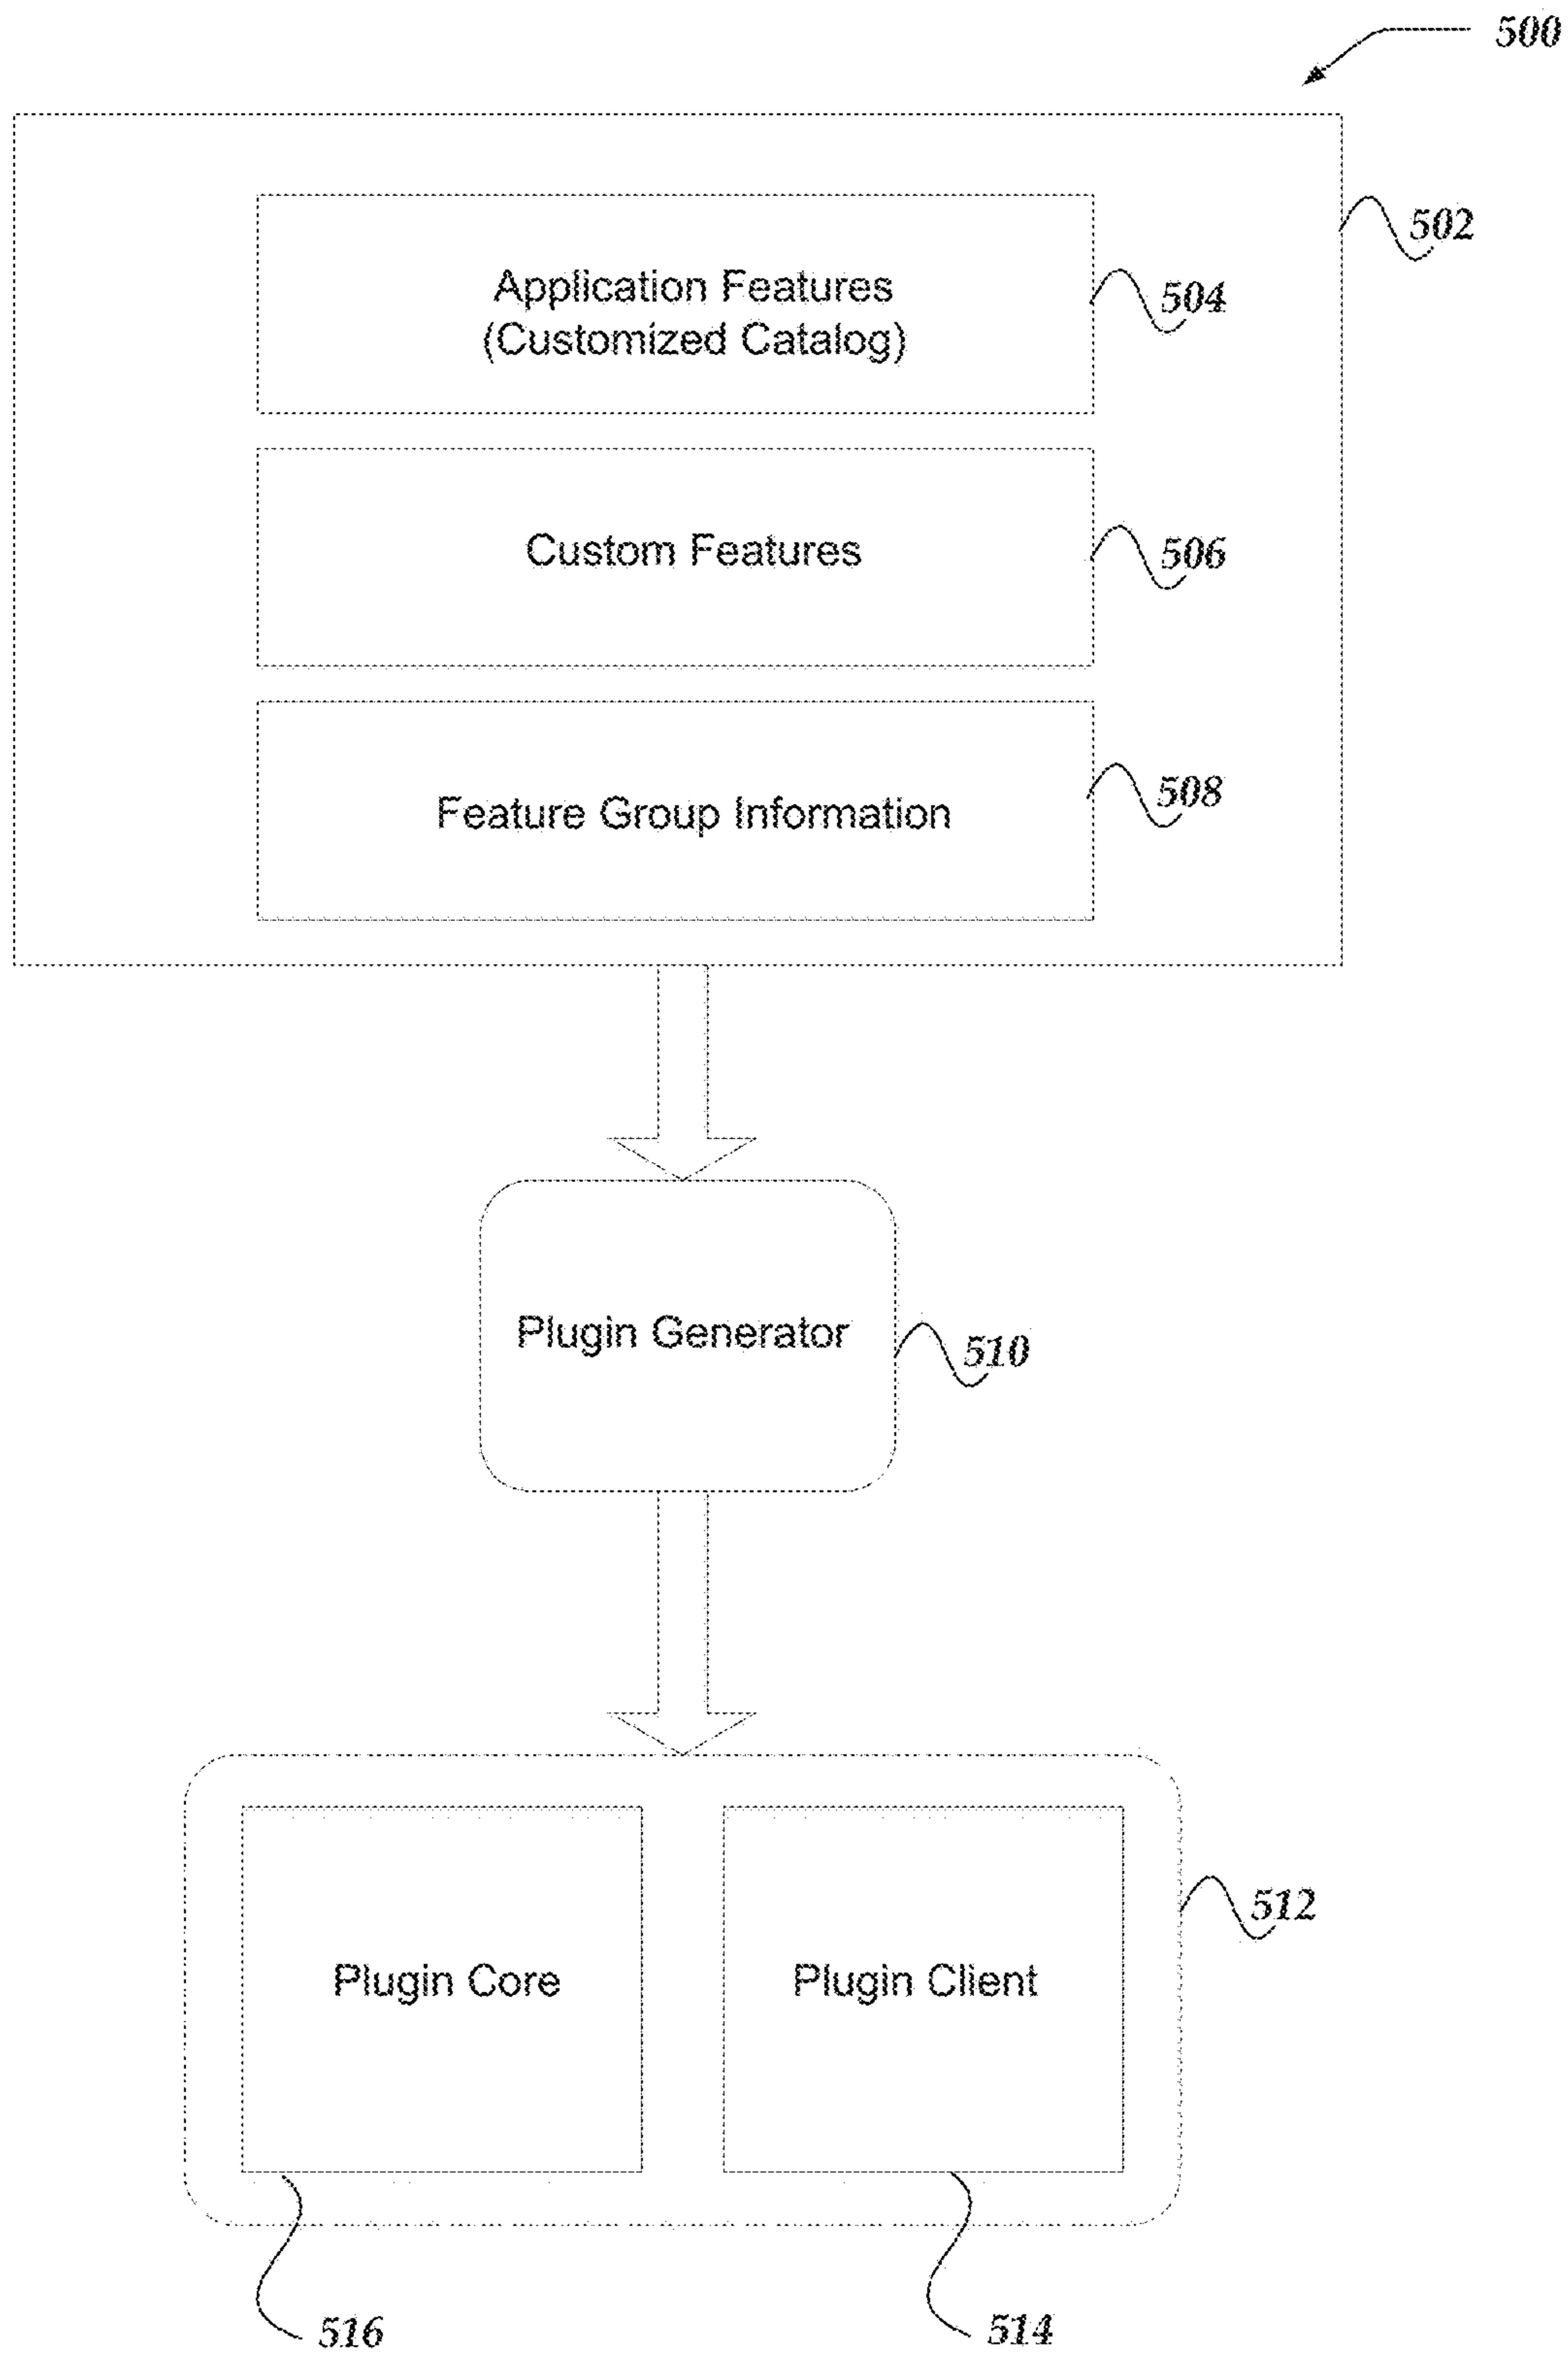 500
502
Application Features
(Customized Catalog)
504
Custom Features
506
Feature Group Information
508
Plugin Generator
510
512
Plugin Core
Plugin Client
516
514